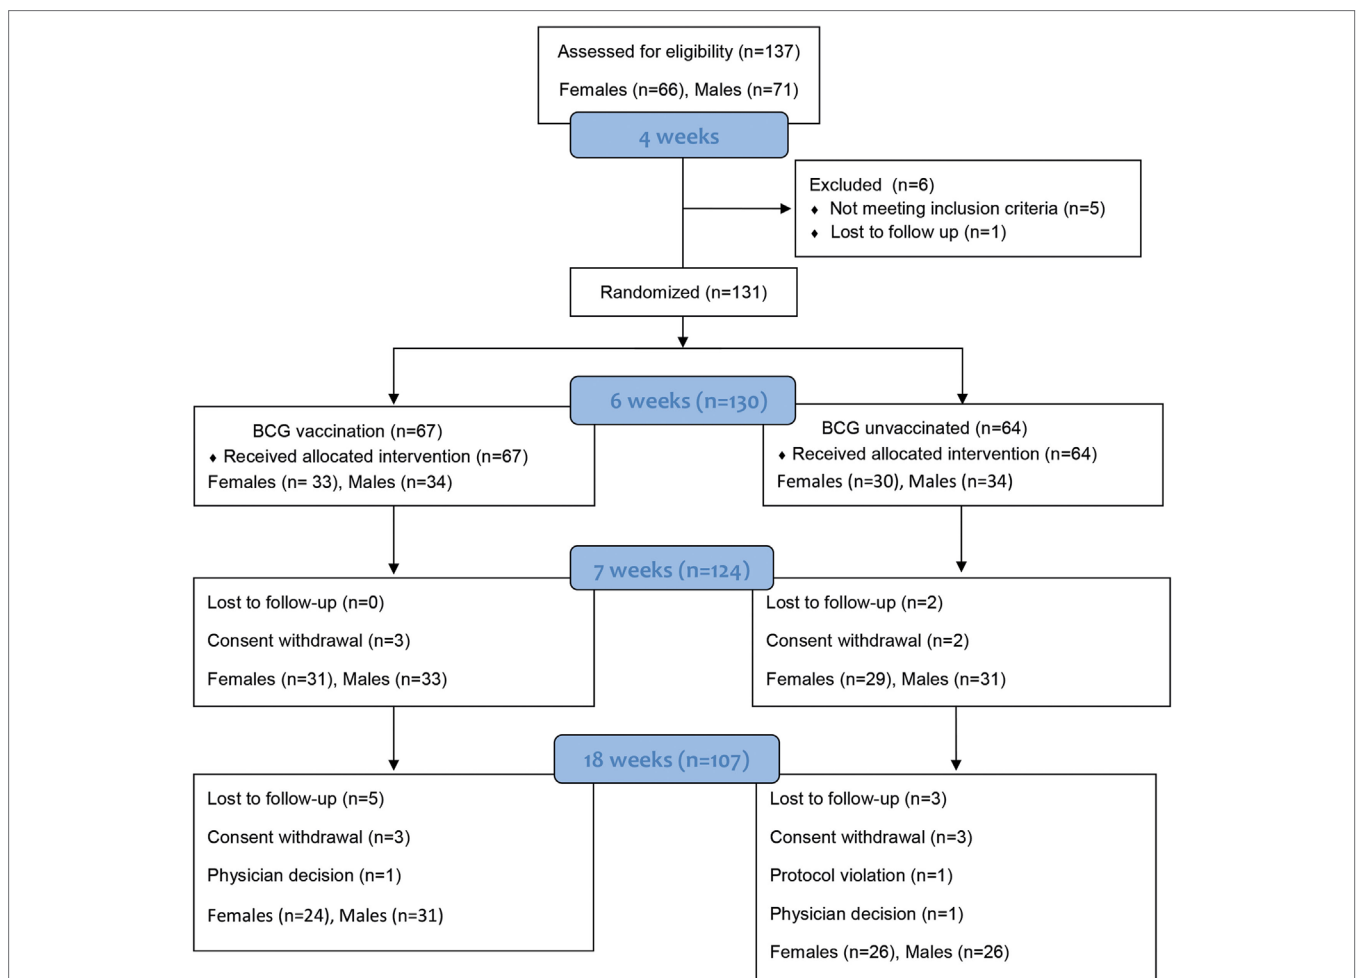 Assessed for eligibility (n=137)
Females (n=66), Males (n=71)
4 weeks
Excluded (n=6)
♦ Not meeting inclusion criteria (n=5)
♦ Lost to follow up (n=1)
Randomized (n=131)
6 weeks (n=130)
BCG vaccination (n=67)
♦ Received allocated intervention (n=67)
Females (n= 33), Males (n=34)
BCG unvaccinated (n=64)
♦ Received allocated intervention (n=64)
Females (n=30), Males (n=34)
7 weeks (n=124)
Lost to follow-up (n=0)
Consent withdrawal (n=3)
Females (n=31), Males (n=33)
Lost to follow-up (n=2)
Consent withdrawal (n=2)
Females (n=29), Males (n=31)
18 weeks (n=107)
Lost to follow-up (n=5)
Consent withdrawal (n=3)
Physician decision (n=1)
Females (n=24), Males (n=31)
Lost to follow-up (n=3)
Consent withdrawal (n=3)
Protocol violation (n=1)
Physician decision (n=1)
Females (n=26), Males (n=26)